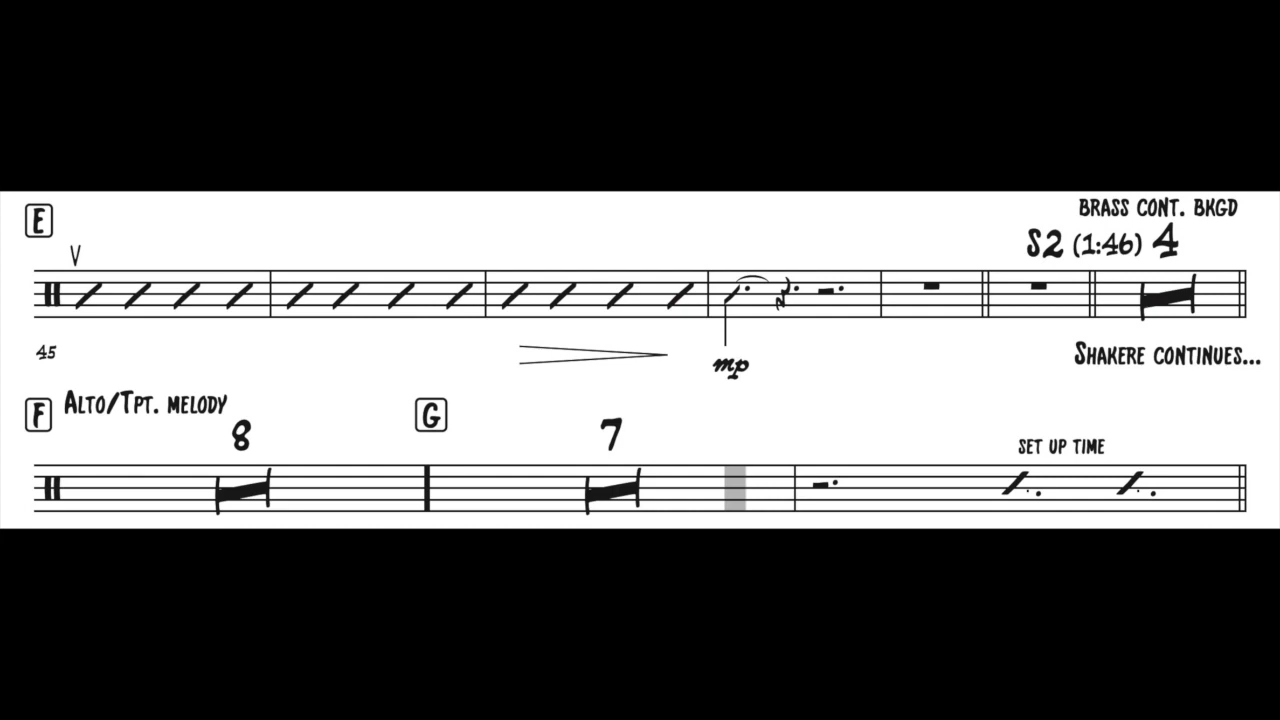 BRASS CONT. BKGD
E
S2 (1:46) 4
V
45
mp
SHAKERE CONTINUES...
F ALTO/TPT. MELODY
G
8
7
SET UP TIME